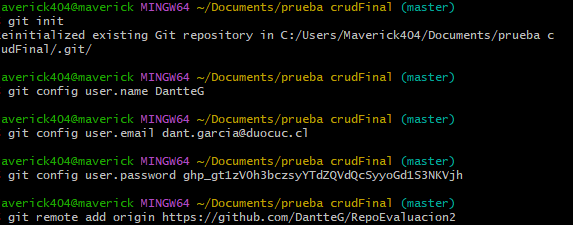 averick404@maverick MINGW64 ~/Documents/prueba crudFinal (master)
git init
einitialized existing Git repository in C:/Users/Maverick404/Documents/prueba c
udFinal/.git/
averick404@maverick MINGW64 ~/Documents/prueba crudFinal (master)
git config user.name DantteG
averick404@maverick MINGW64 ~/Documents/prueba crudFinal (master)
git config user.email dant.garcia@duocuc.cl
averick404@maverick MINGW64 ~/Documents/prueba crudFinal (master)
git config user.password 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
averick404@maverick MINGW64 ~/Documents/prueba crudFinal (master)
git remote add origin https://github.com/DantteG/RepoEvaluacion2